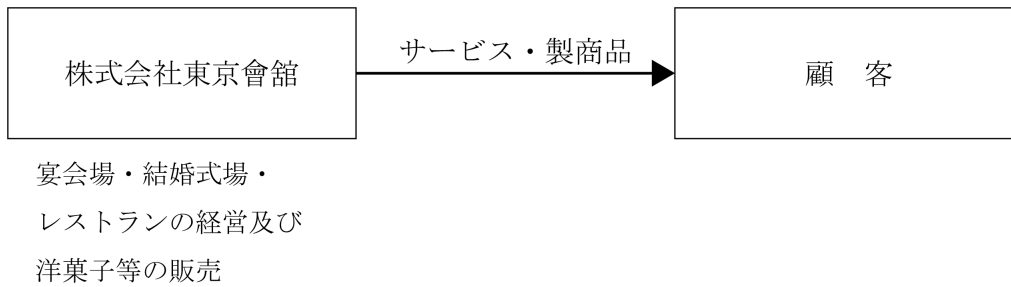 株式会社東京會舘
サービス・製商品
顧　客
宴会場・結婚式場・
レストランの経営及び
洋菓子等の販売